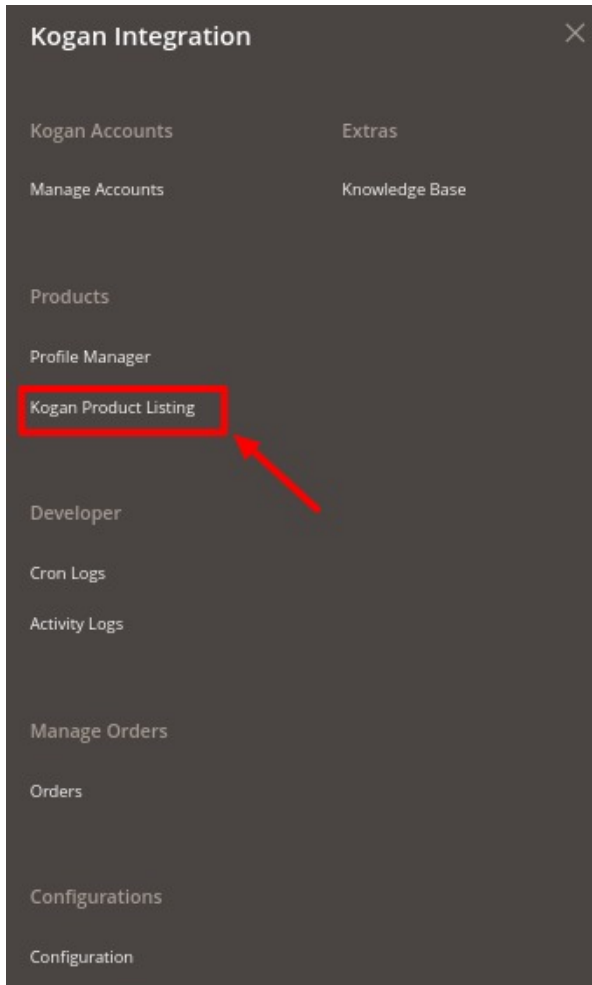 Kogan Integration
Kogan Accounts
Manage Accounts
Extras
Knowledge Base
Products
Profile Manager
Kogan Product Listing
Developer
Cron Logs
Activity Logs
Manage Orders
Orders
Configurations
Configuration